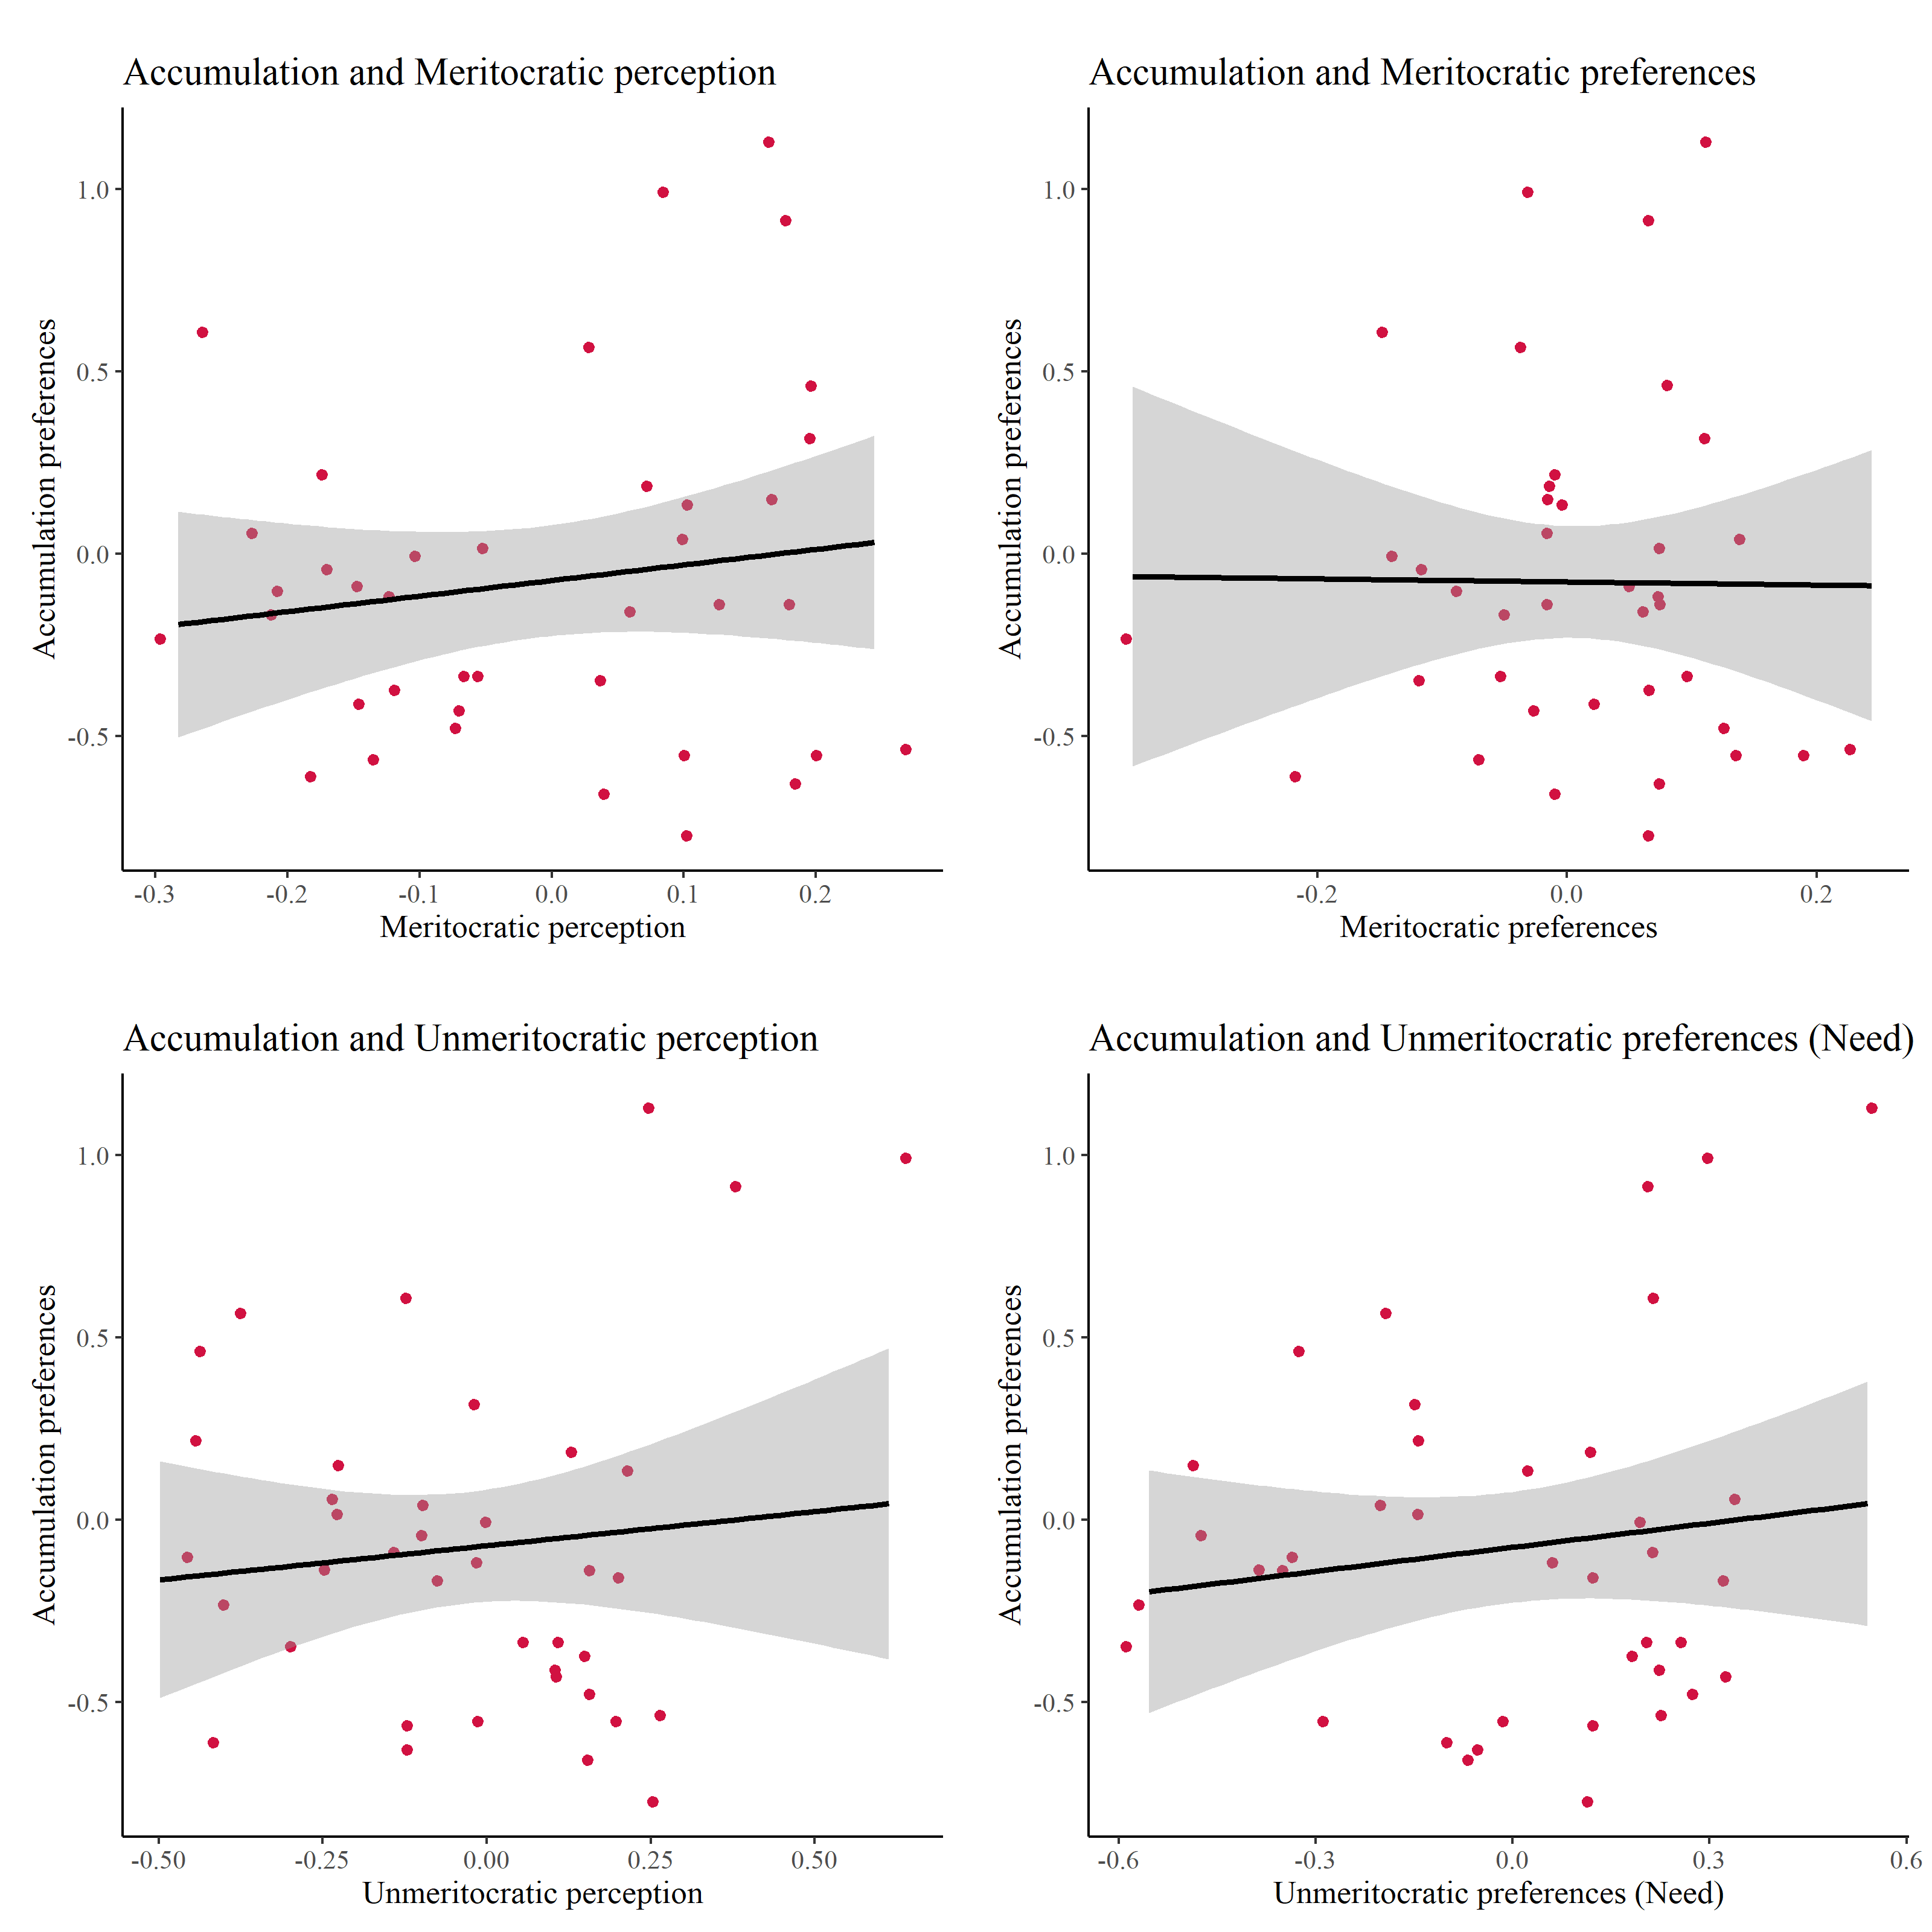 Accumulation and Meritocratic perception
Accumulation preferences
1.0
0.5
0.0
-0.5
-0.3 -0.2 -0.1 0.0 0.1 0.2
Meritocratic perception
Accumulation and Meritocratic preferences
Accumulation preferences
1.0
0.5
0.0
-0.5
-0.2 0.0 0.2
Meritocratic preferences
Accumulation and Unmeritocratic perception
Accumulation preferences
1.0
0.5
0.0
-0.5
-0.50 -0.25 0.00 0.25 0.50
Unmeritocratic perception
Accumulation and Unmeritocratic preferences (Need)
Accumulation preferences
1.0
0.5
0.0
-0.5
-0.6 -0.3 0.0 0.3 0.6
Unmeritocratic preferences (Need)